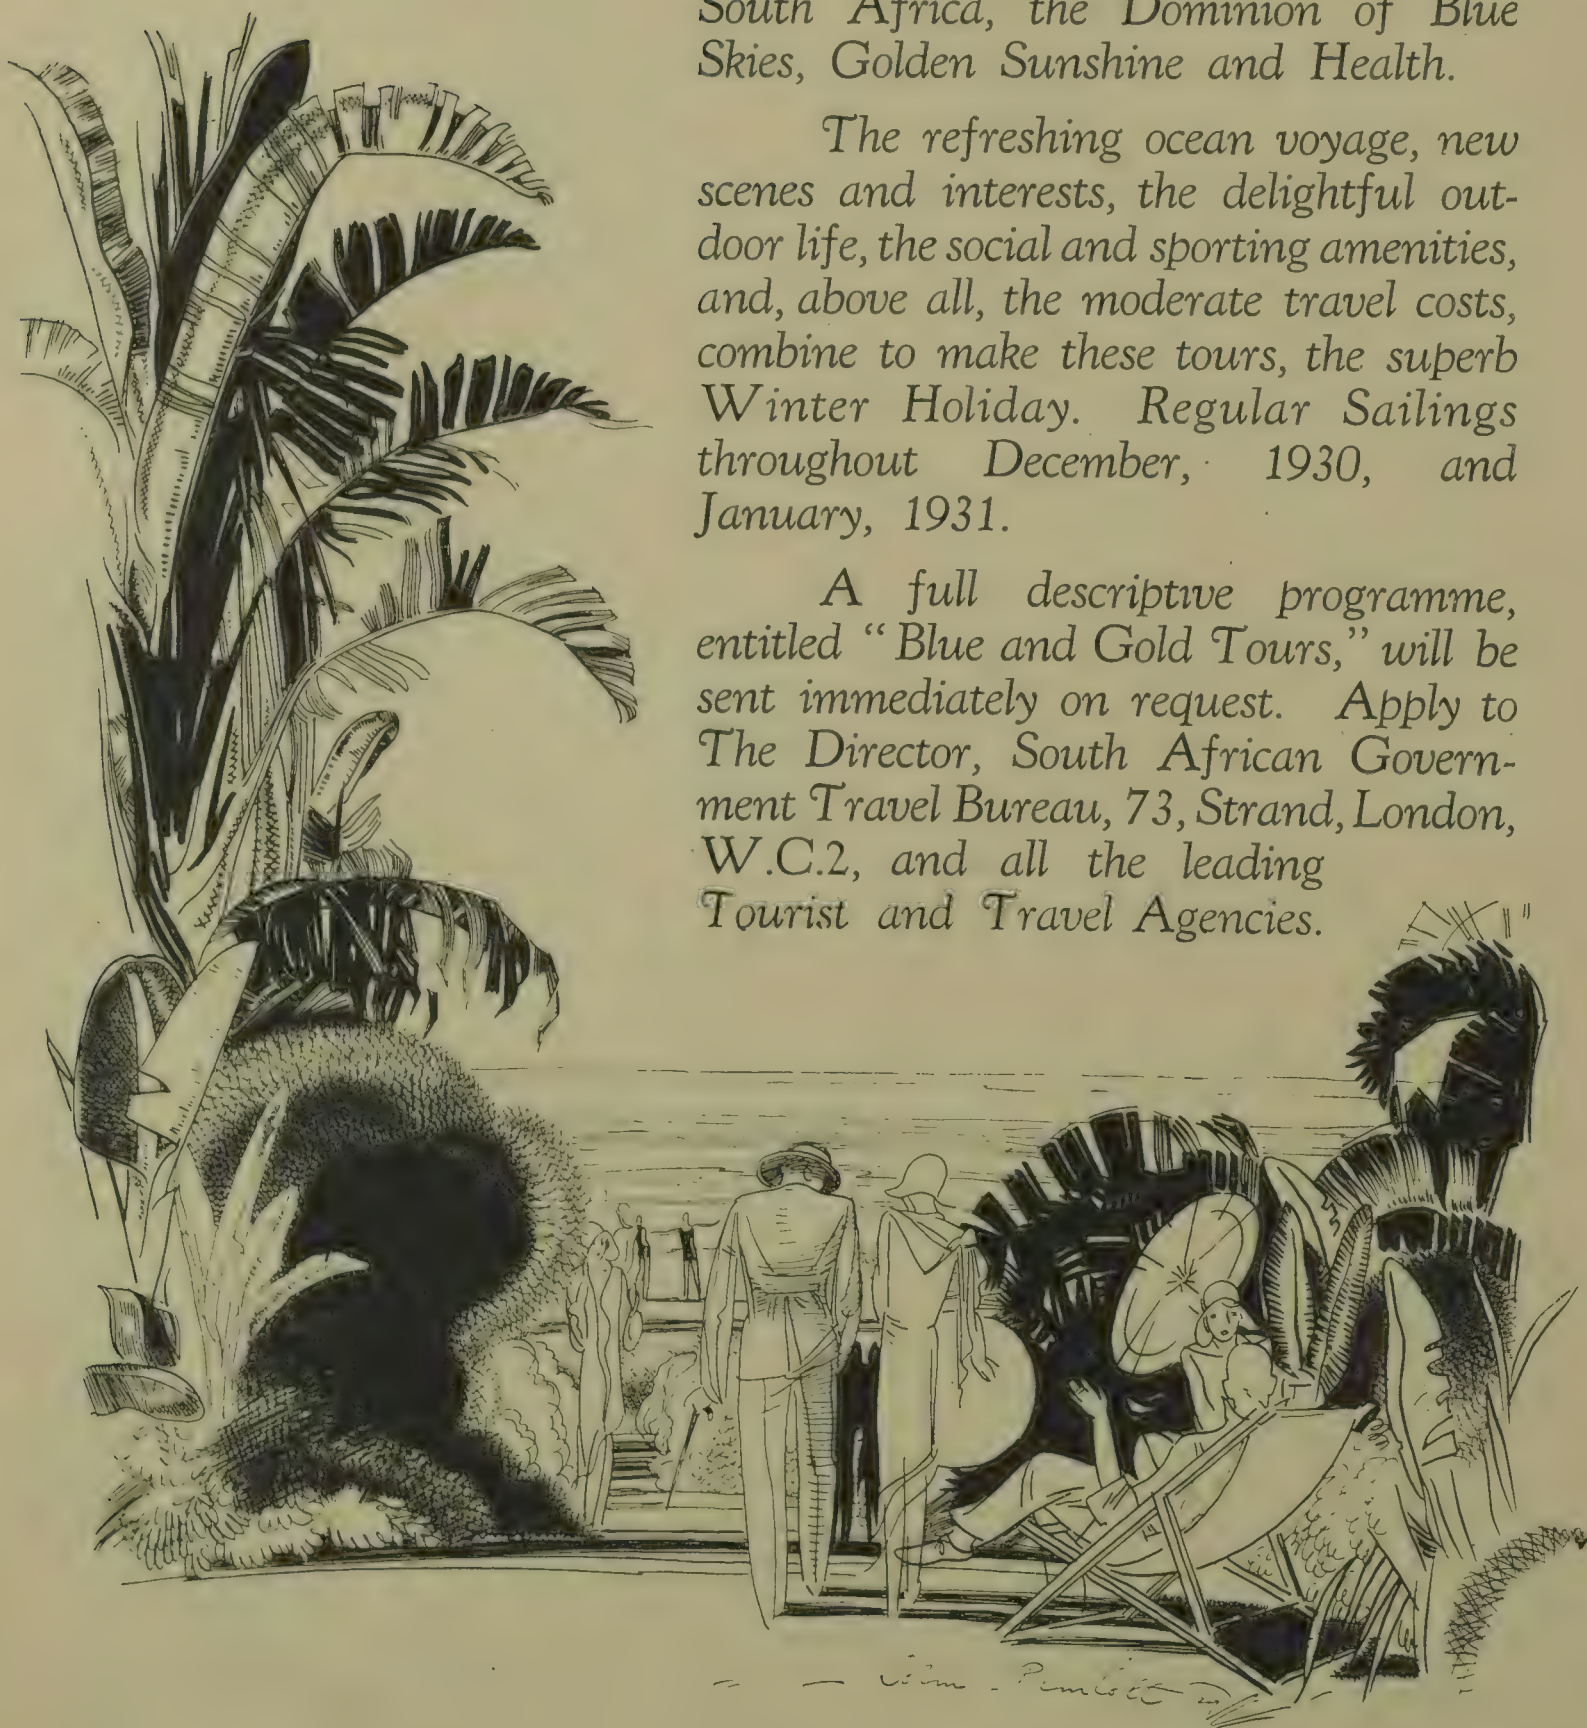 South Africa, the Dominion of Blue
Skies, Golden Sunshine and Health.
The refreshing ocean voyage, new
scenes and interests, the delightful out-
door life, the social and sporting amenities,
and, above all, the moderate travel costs,
combine to make these tours, the superb
Winter Holiday. Regular Sailings
throughout December, 1930, and
January, 1931.
A full descriptive programme,
entitled "Blue and Gold Tours," will be
sent immediately on request. Apply to
The Director, South African Govern-
ment Travel Bureau, 73, Strand, London,
W.C.2, and all the leading
Tourist and Travel Agencies.